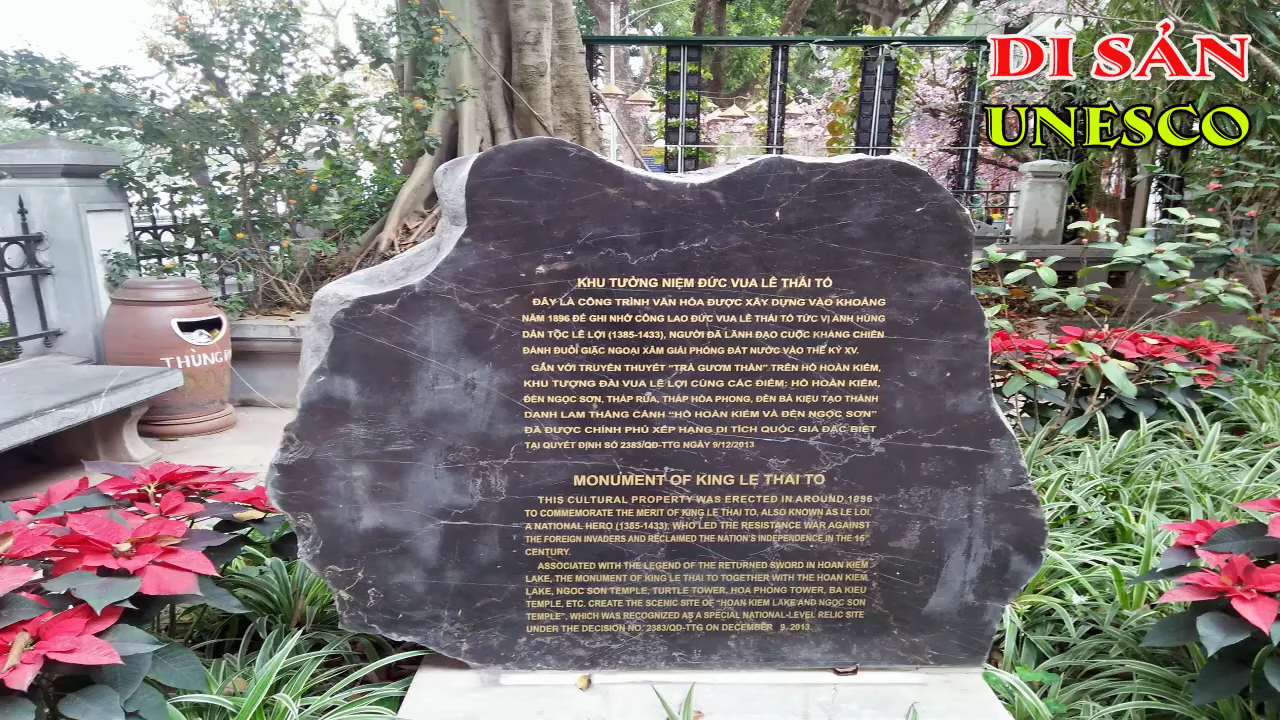 DI SẢN
UNESCO
KHU TƯỞNG NIỆM ĐỨC VUA LÊ THÁI TỔ
ĐÂY LÀ CÔNG TRÌNH VĂN HÓA ĐƯỢC XÂY DỰNG VÀO KHOẢNG
NĂM 1896 ĐỂ GHI NHỚ CÔNG LAO ĐỨC VUA LÊ THÁI TỔ TỨC VỊ ANH HÙNG
DÂN TỘC LÊ LỢI (1385-1433), NGƯỜI ĐÃ LÃNH ĐẠO CUỘC KHÁNG CHIẾN
ĐÁNH ĐUỔI GIẶC NGOẠI XÂM GIẢI PHÓNG ĐẤT NƯỚC VÀO THẾ KỶ XV.
GẮN VỚI TRUYỀN THUYẾT “TRẢ GƯƠM THẦN” TRÊN HỒ HOÀN KIẾM,
KHU TƯỢNG ĐÀI VUA LÊ LỢI CÙNG CÁC ĐIỂM: HỒ HOÀN KIẾM,
ĐỀN NGỌC SƠN, THÁP RÙA, THÁP HÒA PHONG, ĐỀN BÀ KIỆU TẠO THÀNH
DANH LAM THẮNG CẢNH “HỒ HOÀN KIẾM VÀ ĐỀN NGỌC SƠN”
ĐÃ ĐƯỢC CHÍNH PHỦ XẾP HẠNG DI TÍCH QUỐC GIA ĐẶC BIỆT
TẠI QUYẾT ĐỊNH SỐ 2383/QĐ-TTG NGÀY 9/12/2013
THÙNG
MONUMENT OF KING LE THAI TO
THIS CULTURAL PROPERTY WAS ERECTED IN AROUND 1896
TO COMMEMORATE THE MERIT OF KING LE THAI TO, ALSO KNOWN AS LE LOI,
A NATIONAL HERO (1385-1433), WHO LED THE RESISTANCE WAR AGAINST
THE FOREIGN INVADERS AND RECLAIMED THE NATION'S INDEPENDENCE IN THE 15TH
CENTURY.
ASSOCIATED WITH THE LEGEND OF THE RETURNED SWORD IN HOAN KIEM
LAKE, THE MONUMENT OF KING LE THAI TO TOGETHER WITH THE HOAN KIEM
LAKE, NGOC SON TEMPLE, TURTLE TOWER, HOA PHONG TOWER, BA KIEU
TEMPLE, ETC. CREATE THE SCENIC SITE OF “HOAN KIEM LAKE AND NGOC SON
TEMPLE”, WHICH WAS RECOGNIZED AS A SPECIAL NATIONAL-LEVEL RELIC SITE
UNDER THE DECISION NO. 2383/QD-TTG ON DECEMBER 9, 2013.